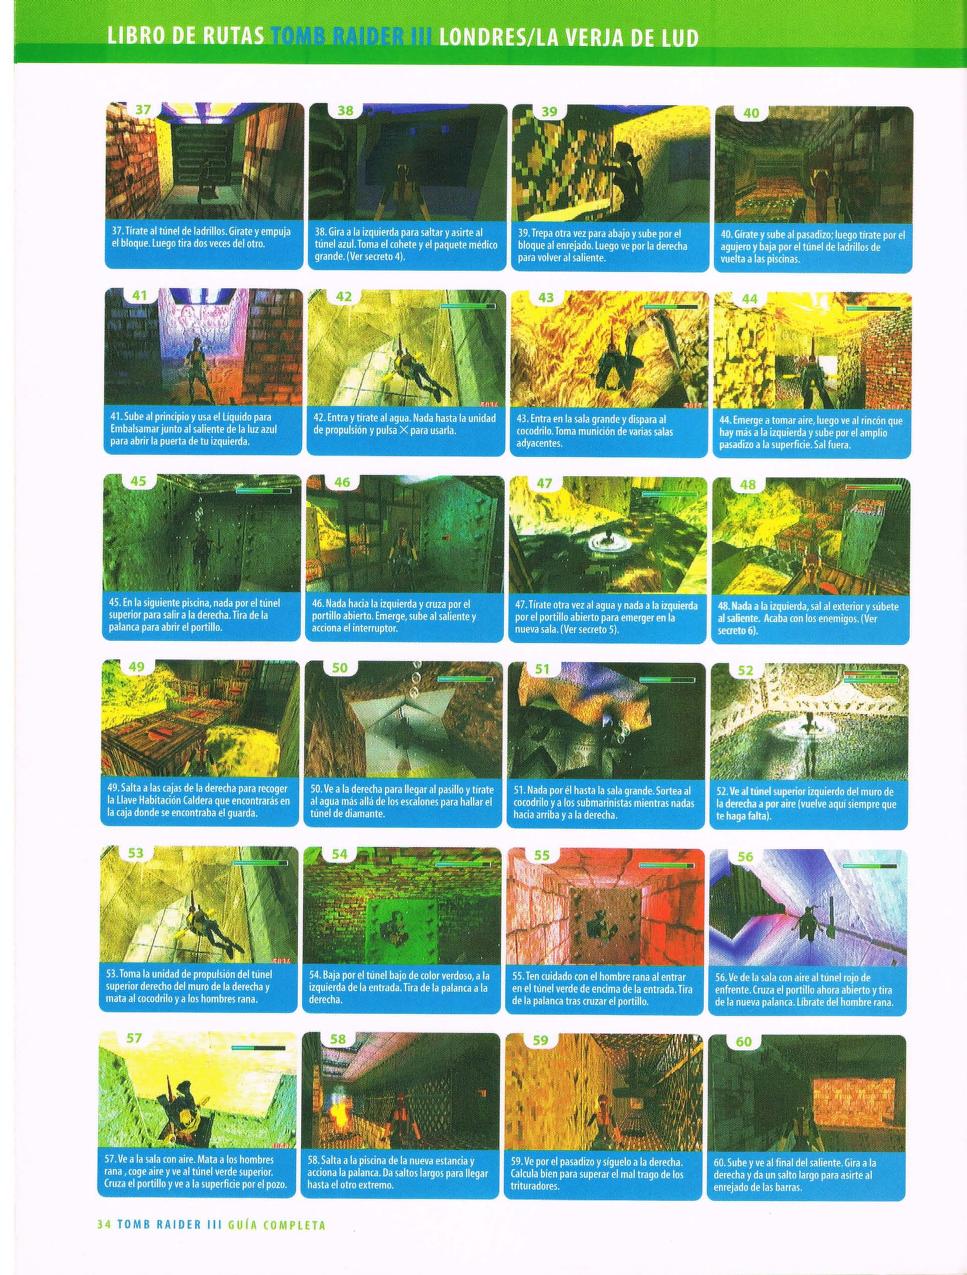 LIBRO DE RUTAS TOMB RAIDER III LONDRES/LA VERJA DE LUD
37
38
39
40
37. Tírate al túnel de ladrillos. Gírate y empuja
el bloque. Luego tira dos veces del otro.
38. Gira a la izquierda para saltar y asirte al
túnel azul. Toma el cohete y el paquete médico
grande. (Ver secreto 4).
39. Trepa otra vez para abajo y sube por el
bloque al enrejado. Luego ve por la derecha
para volver al saliente.
40. Gírate y sube al pasadizo; luego tírate por el
agujero y baja por el túnel de ladrillos de
vuelta a las piscinas.
41
42
43
44
41. Sube al principio y usa el Líquido para
Embalsamar junto al saliente de la luz azul
para abrir la puerta de tu izquierda.
42. Entra y tírate al agua. Nada hasta la unidad
de propulsión y pulsa X para usarla.
43. Entra en la sala grande y dispara al
cocodrilo. Toma munición de varias salas
adyacentes.
44. Emerge a tomar aire, luego ve al rincón que
hay más a la izquierda y sube por el amplio
pasadizo a la superficie. Sal fuera.
45
46
47
48
45. En la siguiente piscina, nada por el túnel
superior para salir a la derecha. Tira de la
palanca para abrir el portillo.
46. Nada hacia la izquierda y cruza por el
portillo abierto. Emerge, sube al saliente y
acciona el interruptor.
47. Tírate otra vez al agua y nada a la izquierda
por el portillo abierto para emerger en la
nueva sala. (Ver secreto 5).
48. Nada a la izquierda, sal al exterior y súbete
al saliente. Acaba con los enemigos. (Ver
secreto 6).
49
50
51
52
49. Salta a las cajas de la derecha para recoger
la Llave Habitación Caldera que encontrarás en
la caja donde se encontraba el guarda.
50. Ve a la derecha para llegar al pasillo y tírate
al agua más allá de los escalones para hallar el
túnel de diamante.
51. Nada por él hasta la sala grande. Sortea al
cocodrilo y a los submarinistas mientras nadas
hacia arriba y a la derecha.
52. Ve al túnel superior izquierdo del muro de
la derecha a por aire (vuelve aquí siempre que
te haga falta).
53
54
55
56
53. Toma la unidad de propulsión del túnel
superior derecho del muro de la derecha y
mata al cocodrilo y a los hombres rana.
54. Baja por el túnel bajo de color verdoso, a la
izquierda de la entrada. Tira de la palanca a la
derecha.
55. Ten cuidado con el hombre rana al entrar
en el túnel verde de encima de la entrada. Tira
de la palanca tras cruzar el portillo.
56. Ve de la sala con aire al túnel rojo de
enfrente. Cruza el portillo ahora abierto y tira
de la nueva palanca. Líbrate del hombre rana.
57
58
59
60
57. Ve a la sala con aire. Mata a los hombres
rana , coge aire y ve al túnel verde superior.
Cruza el portillo y ve a la superficie por el pozo.
58. Salta a la piscina de la nueva estancia y
acciona la palanca. Da saltos largos para llegar
hasta el otro extremo.
59. Ve por el pasadizo y síguelo a la derecha.
Calcula bien para superar el mal trago de los
trituradores.
60. Sube y ve al final del saliente. Gira a la
derecha y da un salto largo para asirte al
enrejado de las barras.
34 TOMB RAIDER III GUÍA COMPLETA